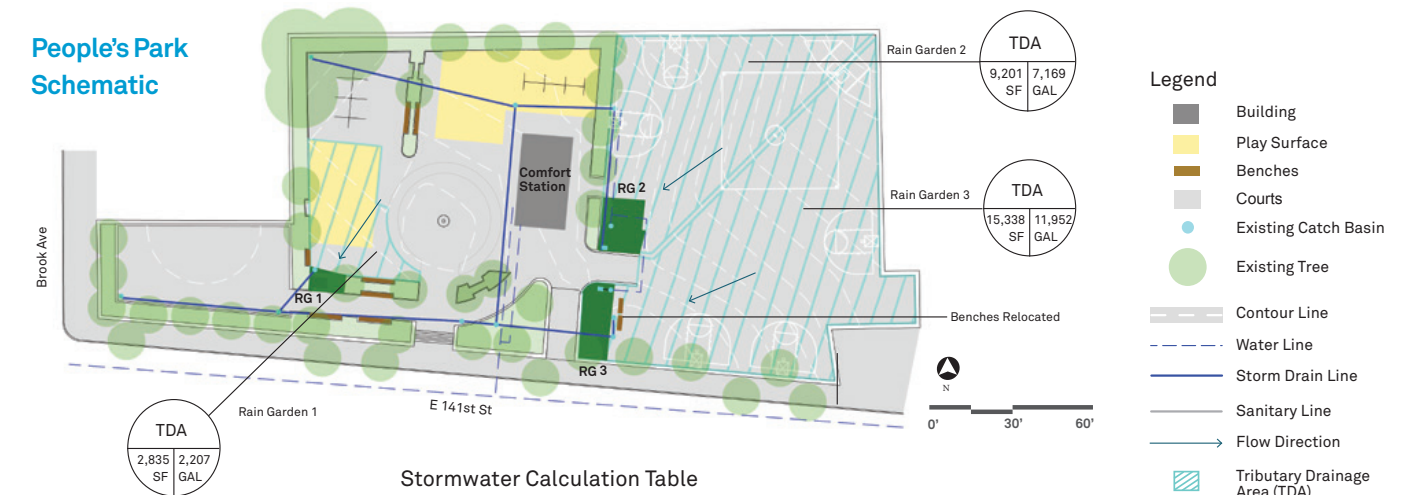 People's Park
Schematic
Rain Garden 2
TDA
9,201 SF
7,169 GAL
Rain Garden 3
TDA
15,338 SF
11,952 GAL
Comfort
Station
RG 2
RG 1
RG 3
Brook Ave
Benches Relocated
N
0' 30' 60'
E 141st St
Rain Garden 1
TDA
2,835 SF
2,207 GAL
Stormwater Calculation Table
Legend
Building
Play Surface
Benches
Courts
Existing Catch Basin
Existing Tree
Contour Line
Water Line
Storm Drain Line
Sanitary Line
Flow Direction
Tributary Drainage
Area (TDA)